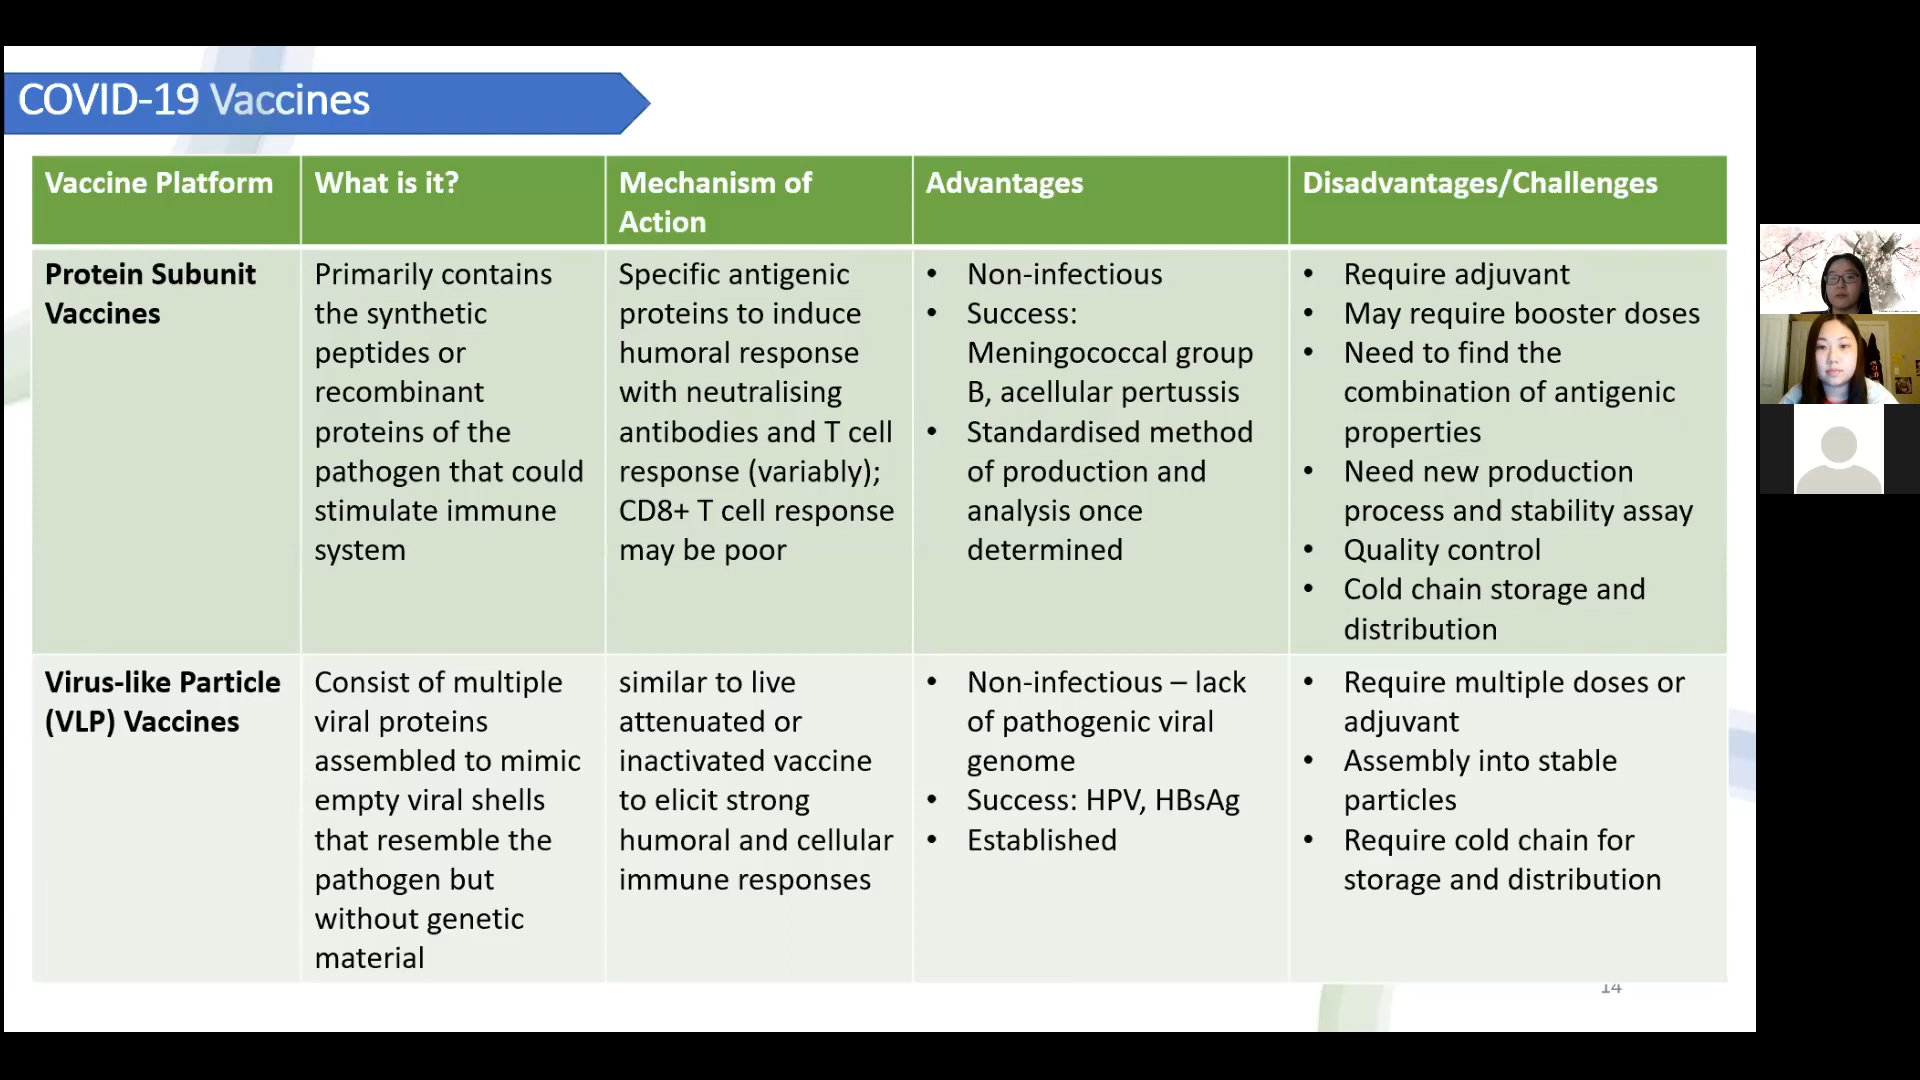 COVID-19 Vaccines
Vaccine Platform
What is it?
Mechanism of
Action
Advantages
Disadvantages/Challenges
Protein Subunit
Vaccines
Primarily contains
the synthetic
peptides or
recombinant
proteins of the
pathogen that could
stimulate immune
system
Specific antigenic
proteins to induce
humoral response
with neutralising
antibodies and T cell
response (variably);
CD8+ T cell response
may be poor
• Non-infectious
• Success:
Meningococcal group
B, acellular pertussis
• Standardised method
of production and
analysis once
determined
• Require adjuvant
• May require booster doses
• Need to find the
combination of antigenic
properties
• Need new production
process and stability assay
• Quality control
• Cold chain storage and
distribution
Virus-like Particle
(VLP) Vaccines
Consist of multiple
viral proteins
assembled to mimic
empty viral shells
that resemble the
pathogen but
without genetic
material
similar to live
attenuated or
inactivated vaccine
to elicit strong
humoral and cellular
immune responses
• Non-infectious – lack
of pathogenic viral
genome
• Success: HPV, HBsAg
• Established
• Require multiple doses or
adjuvant
• Assembly into stable
particles
• Require cold chain for
storage and distribution
14